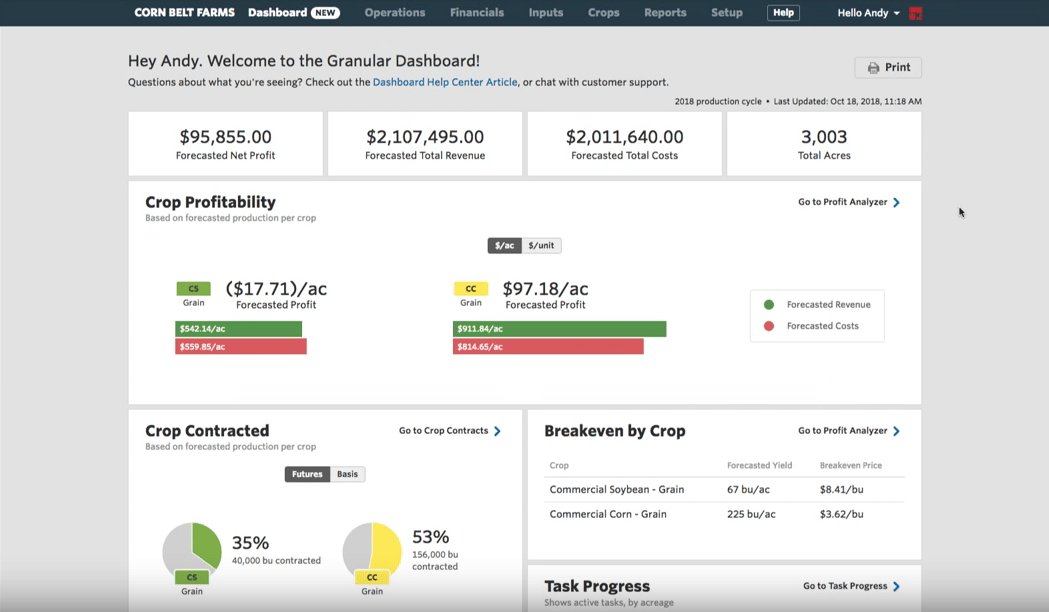 CORN BELT FARMS Dashboard NEW Operations Financials Inputs Crops Reports Setup Help Hello Andy
Hey Andy. Welcome to the Granular Dashboard!
Questions about what you're seeing? Check out the Dashboard Help Center Article, or chat with customer support.
Print
2018 production cycle • Last Updated: Oct 18, 2018, 11:18 AM
$95,855.00
Forecasted Net Profit
$2,107,495.00
Forecasted Total Revenue
$2,011,640.00
Forecasted Total Costs
3,003
Total Acres
Crop Profitability
Based on forecasted production per crop
Go to Profit Analyzer
$/ac $/unit
CS
Grain
($17.71)/ac
Forecasted Profit
$542.14/ac
$559.85/ac
CC
Grain
$97.18/ac
Forecasted Profit
$911.84/ac
$814.65/ac
Forecasted Revenue
Forecasted Costs
Crop Contracted
Based on forecasted production per crop
Go to Crop Contracts
Futures Basis
35%
40,000 bu contracted
CS
Grain
53%
156,000 bu
contracted
CC
Grain
Breakeven by Crop
Go to Profit Analyzer
Crop Forecasted Yield Breakeven Price
Commercial Soybean - Grain 67 bu/ac $8.41/bu
Commercial Corn - Grain 225 bu/ac $3.62/bu
Task Progress
Shows active tasks, by acreage
Go to Task Progress